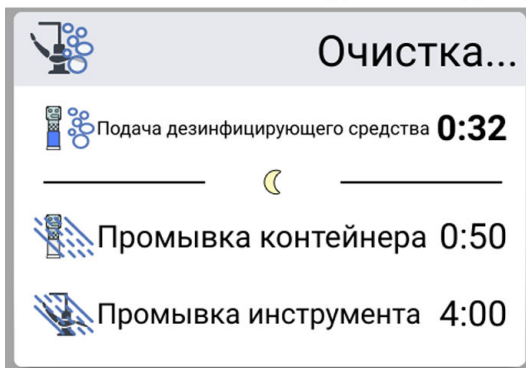 Очистка...
Подача дезинфицирующего средства 0:32
Промывка контейнера 0:50
Промывка инструмента 4:00